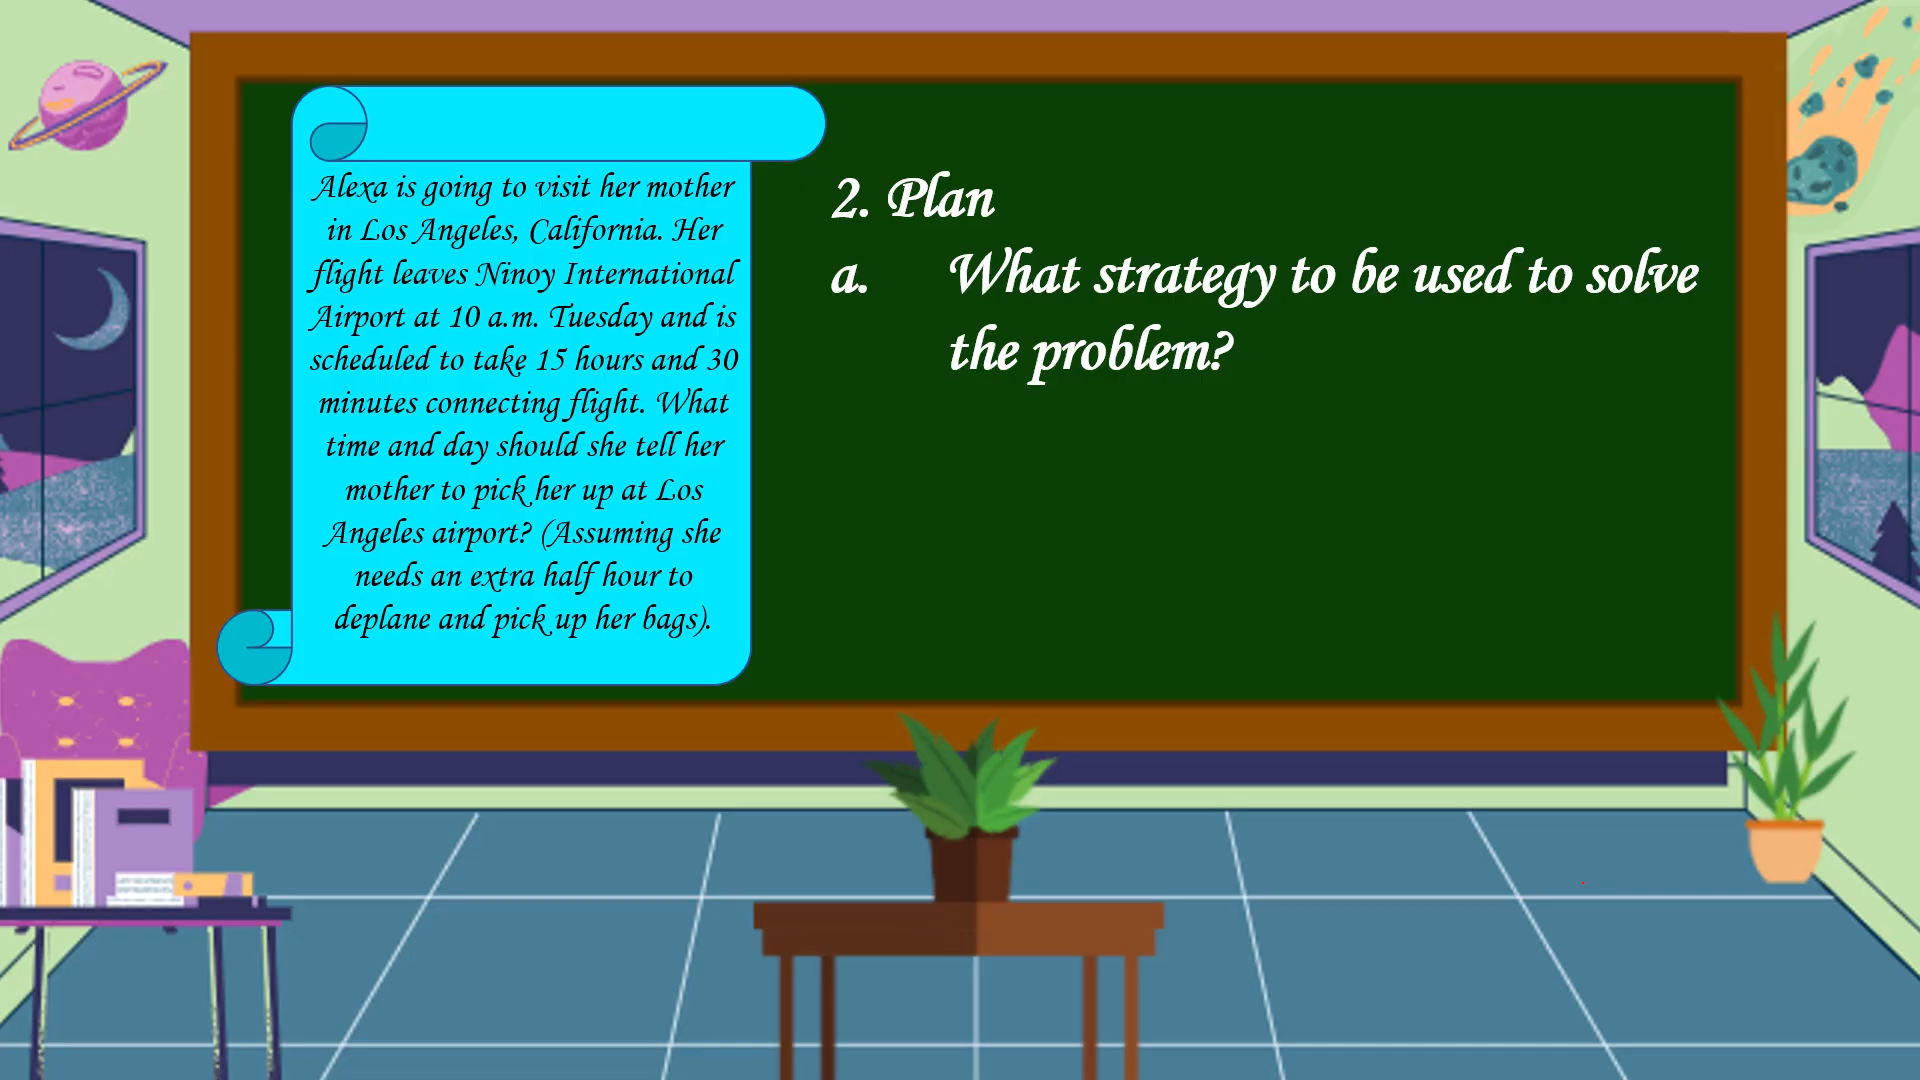 Alexa is going to visit her mother
in Los Angeles, California. Her
flight leaves Ninoy International
Airport at 10 a.m. Tuesday and is
scheduled to take 15 hours and 30
minutes connecting flight. What
time and day should she tell her
mother to pick her up at Los
Angeles airport? (Assuming she
needs an extra half hour to
deplane and pick up her bags).
2. Plan
a. What strategy to be used to solve
the problem?